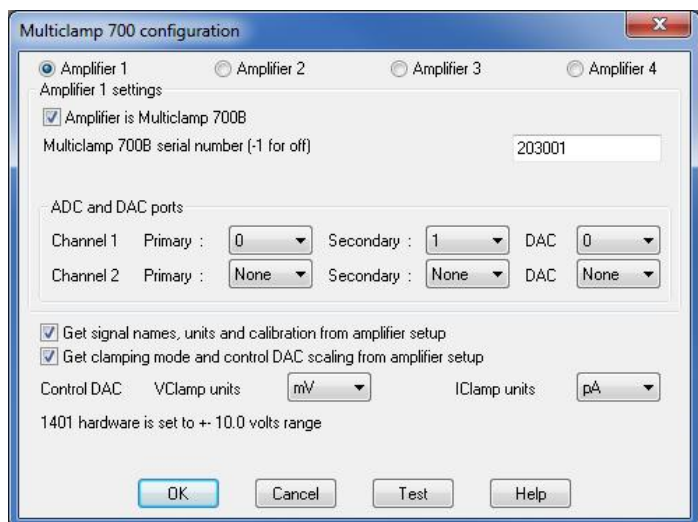 Multiclamp 700 configuration
Amplifier 1 Amplifier 2 Amplifier 3 Amplifier 4
Amplifier 1 settings
Amplifier is Multiclamp 700B
Multiclamp 700B serial number (-1 for off) 203001
ADC and DAC ports
Channel 1 Primary : 0 Secondary : 1 DAC 0
Channel 2 Primary : None Secondary : None DAC None
Get signal names, units and calibration from amplifier setup
Get clamping mode and control DAC scaling from amplifier setup
Control DAC VClamp units mV IClamp units pA
1401 hardware is set to +- 10.0 volts range
OK Cancel Test Help